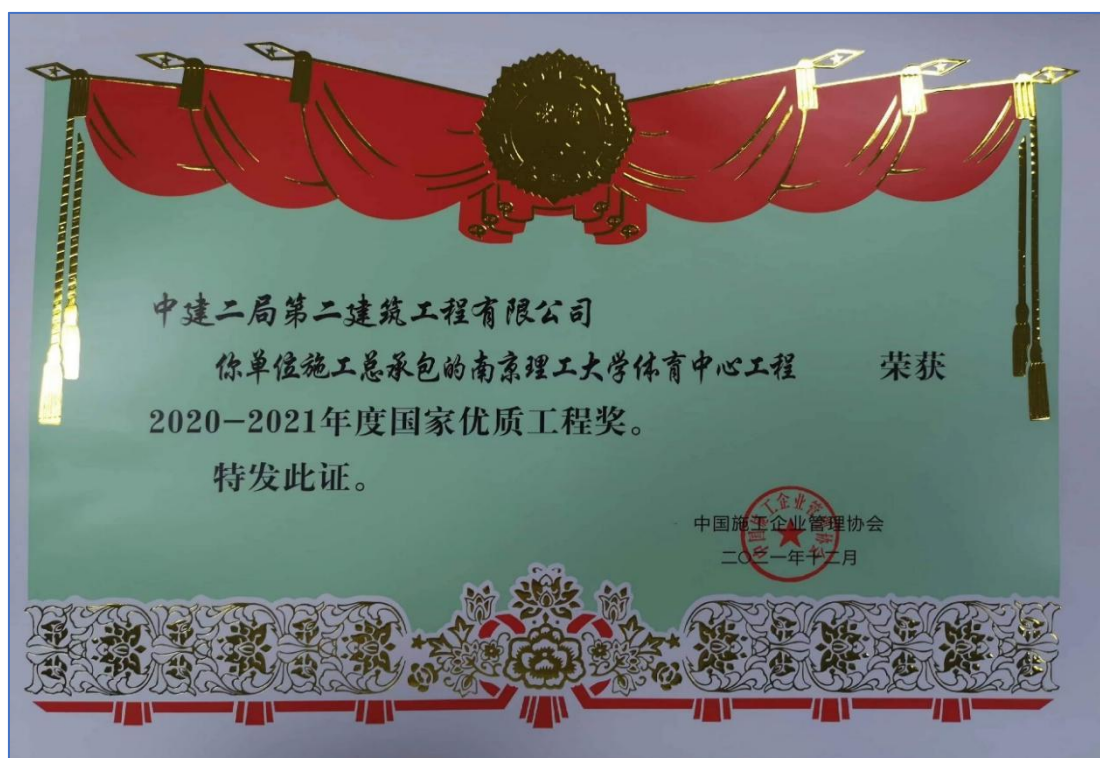 中建二局第二建筑工程有限公司
你单位施工总承包的南京理工大学体育中心工程 荣获
2020-2021年度国家优质工程奖。
特发此证。
中国施工企业管理协会
二〇二一年十二月